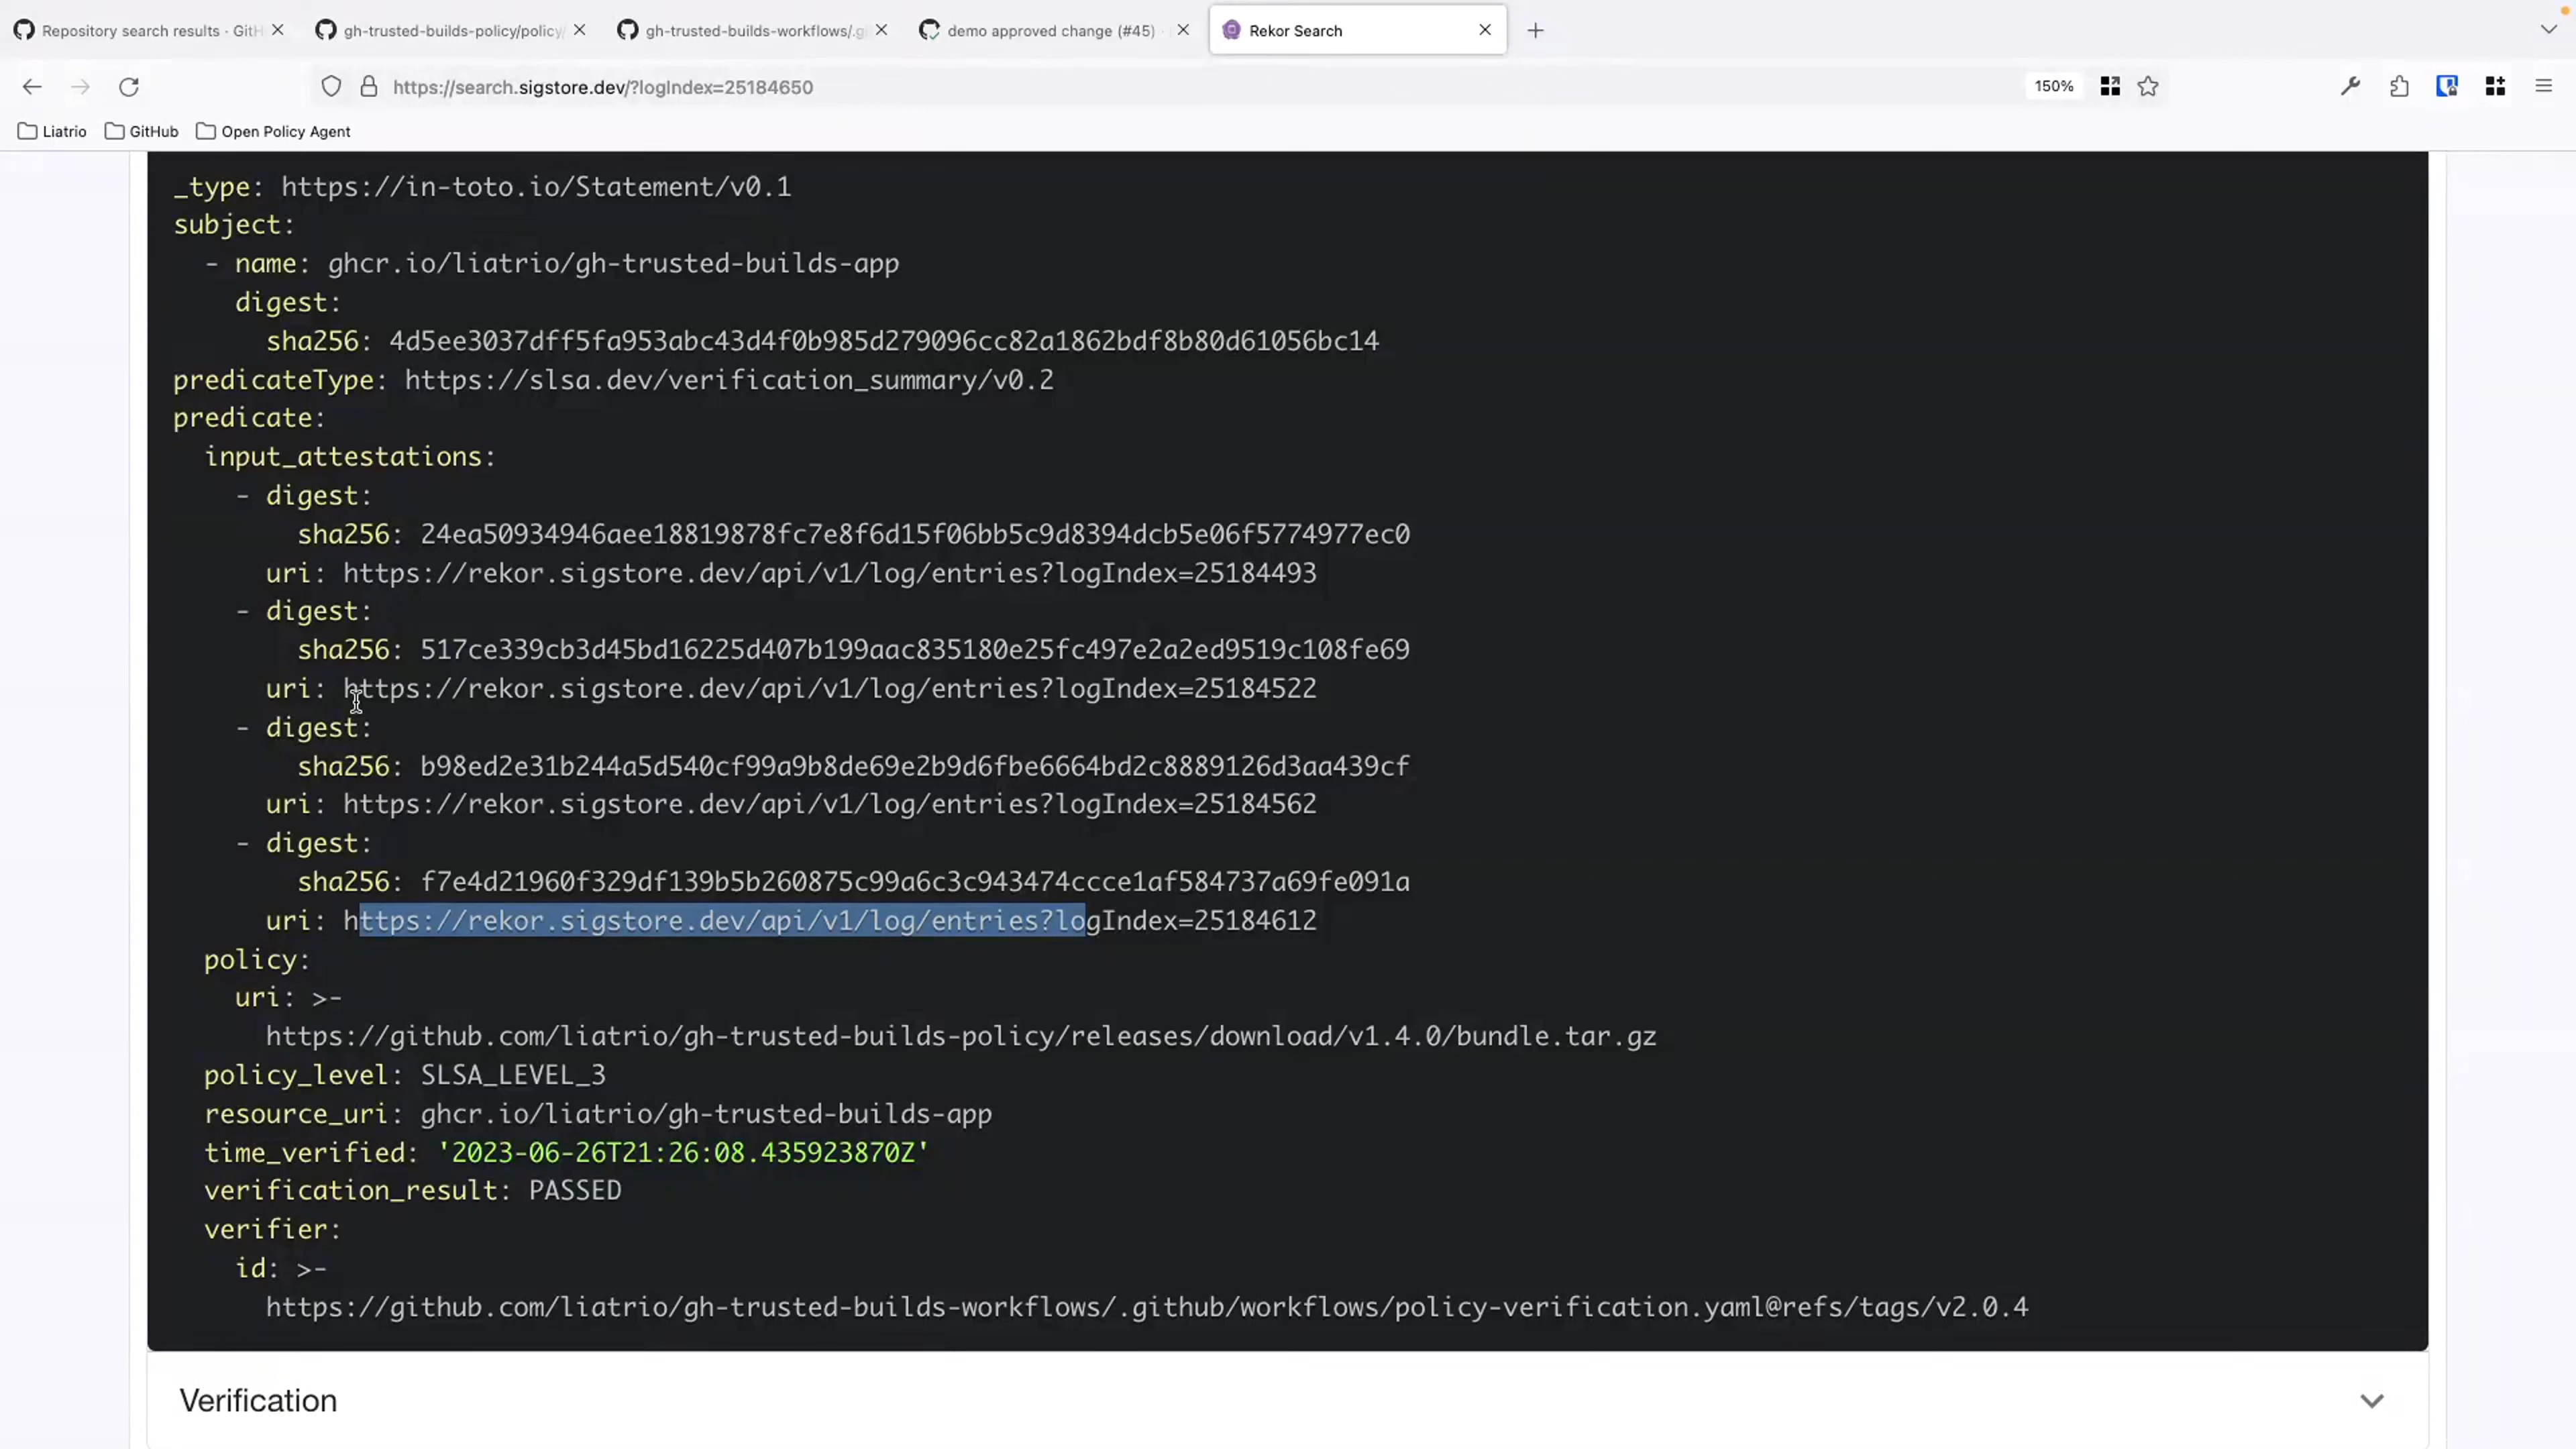 Repository search results · GitH
gh-trusted-builds-policy/policy/
gh-trusted-builds-workflows/.g
demo approved change (#45)
Rekor Search
https://search.sigstore.dev/?logIndex=25184650
150%
Liatrio
GitHub
Open Policy Agent
_type: https://in-toto.io/Statement/v0.1
subject:
- name: ghcr.io/liatrio/gh-trusted-builds-app
digest:
sha256: 4d5ee3037dff5fa953abc43d4f0b985d279096cc82a1862bdf8b80d61056bc14
predicateType: https://slsa.dev/verification_summary/v0.2
predicate:
input_attestations:
- digest:
sha256: 24ea50934946aee18819878fc7e8f6d15f06bb5c9d8394dcb5e06f5774977ec0
uri: https://rekor.sigstore.dev/api/v1/log/entries?logIndex=25184493
- digest:
sha256: 517ce339cb3d45bd16225d407b199aac835180e25fc497e2a2ed9519c108fe69
uri: https://rekor.sigstore.dev/api/v1/log/entries?logIndex=25184522
- digest:
sha256: b98ed2e31b244a5d540cf99a9b8de69e2b9d6fbe6664bd2c8889126d3aa439cf
uri: https://rekor.sigstore.dev/api/v1/log/entries?logIndex=25184562
- digest:
sha256: f7e4d21960f329df139b5b260875c99a6c3c943474ccce1af584737a69fe091a
uri: https://rekor.sigstore.dev/api/v1/log/entries?logIndex=25184612
policy:
uri: >-
https://github.com/liatrio/gh-trusted-builds-policy/releases/download/v1.4.0/bundle.tar.gz
policy_level: SLSA_LEVEL_3
resource_uri: ghcr.io/liatrio/gh-trusted-builds-app
time_verified: '2023-06-26T21:26:08.435923870Z'
verification_result: PASSED
verifier:
id: >-
https://github.com/liatrio/gh-trusted-builds-workflows/.github/workflows/policy-verification.yaml@refs/tags/v2.0.4
Verification